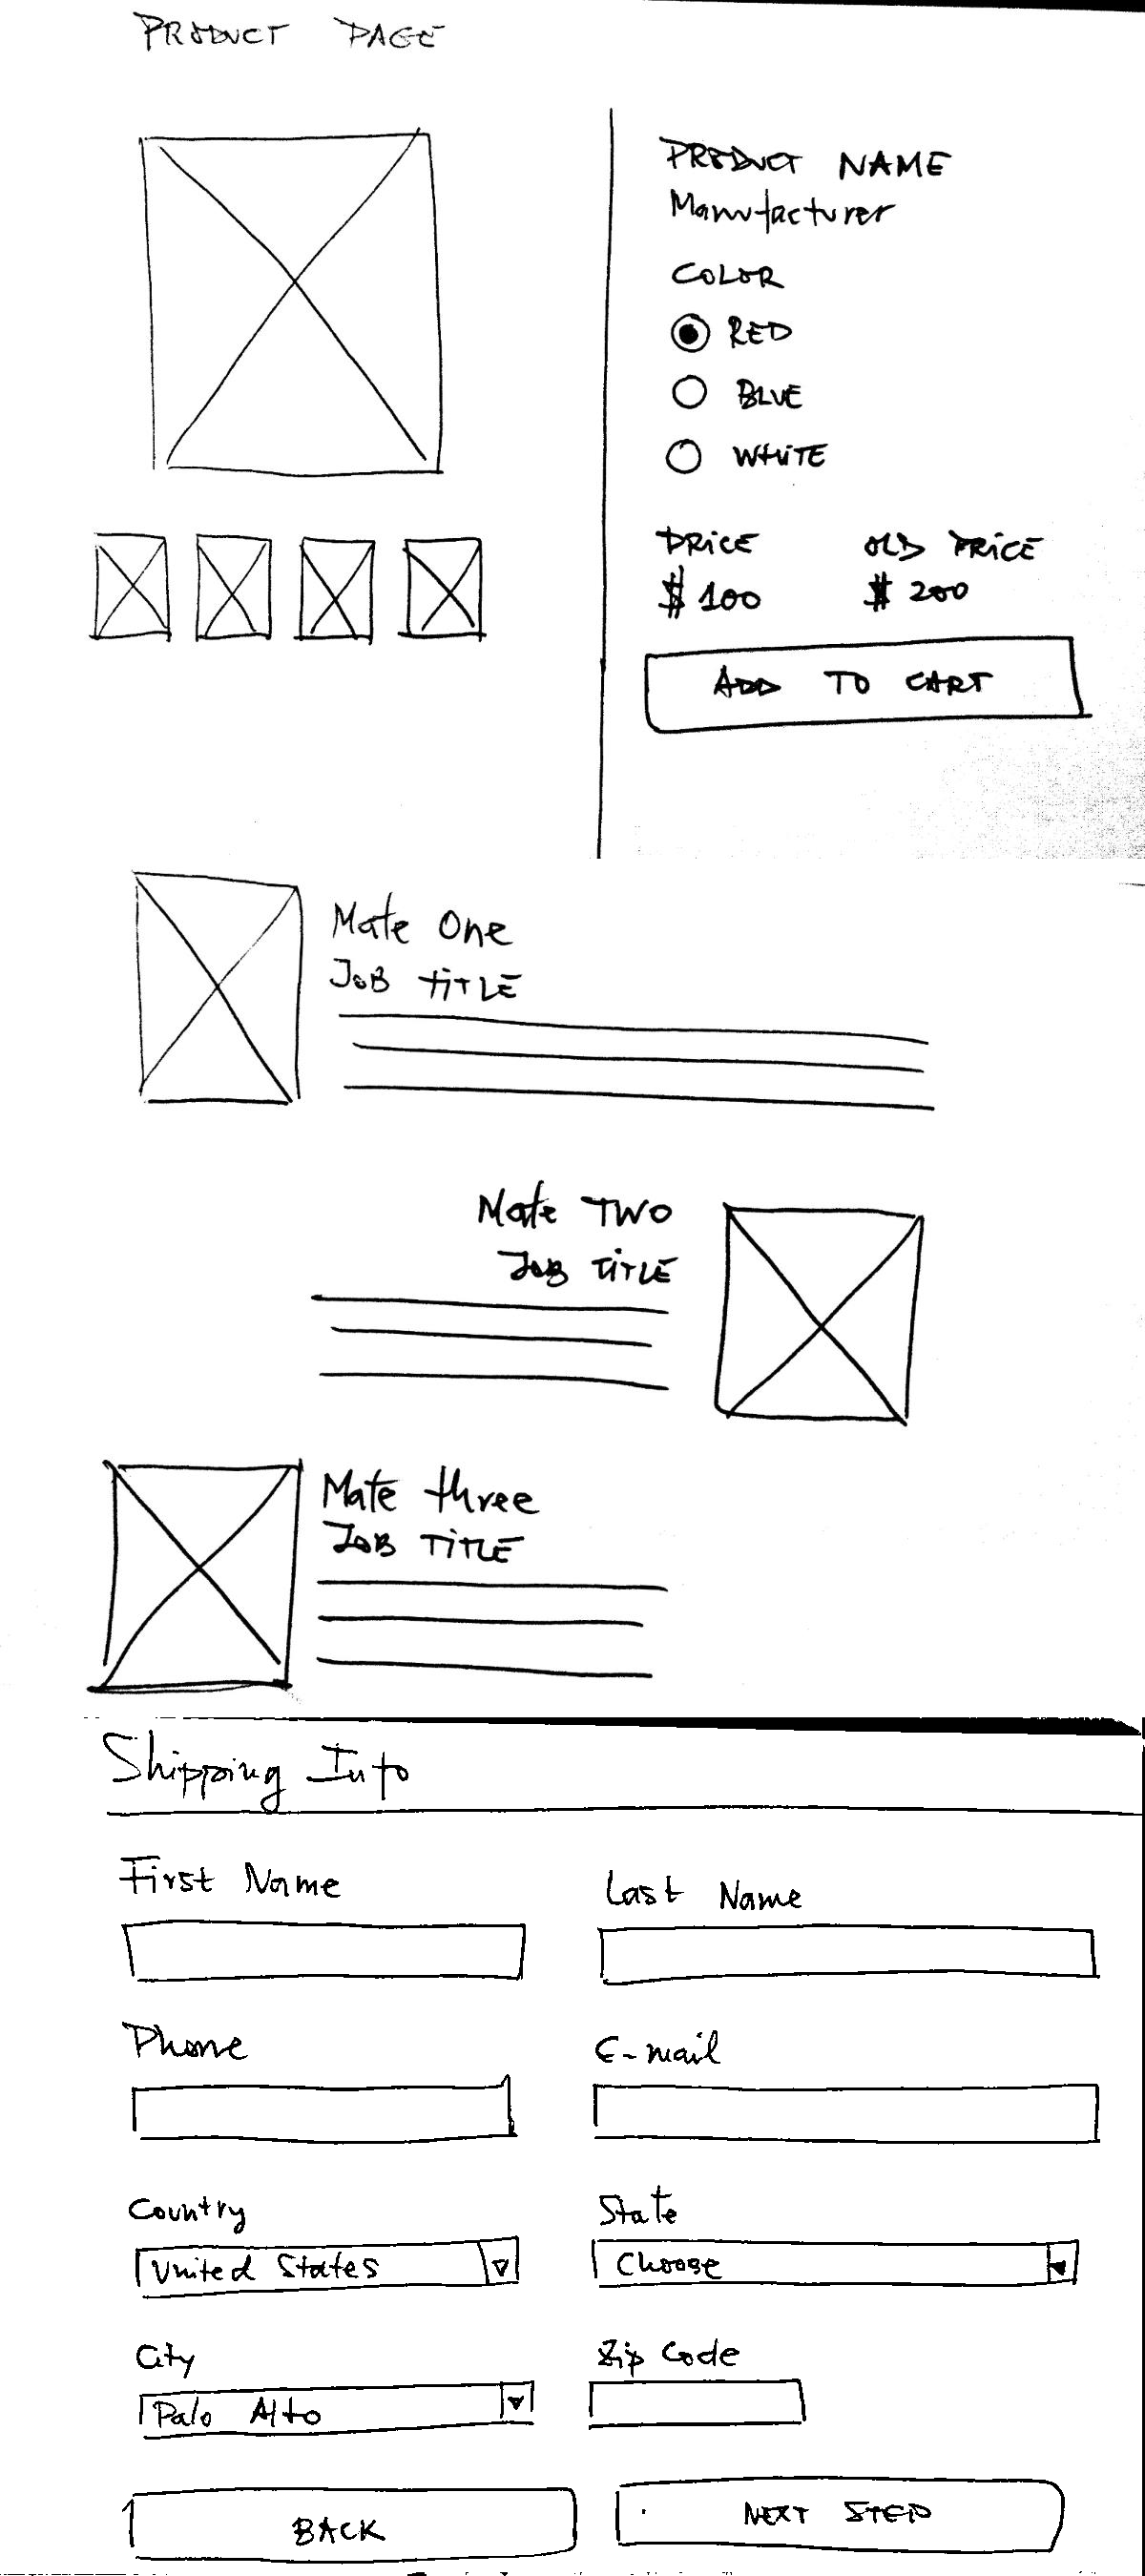 PRODUCT PAGE
PRODUCT NAME
Manufacturer
COLOR
RED
BLUE
WHITE
PRICE OLD PRICE
$100 $200
ADD TO CART
Mate One
JOB TITLE
Mate TWO
JOB TITLE
Mate three
JOB TITLE
Shipping Info
First Name Last Name
Phone E-mail
Country State
United States Choose
City Zip Code
Palo Alto
BACK NEXT STEP